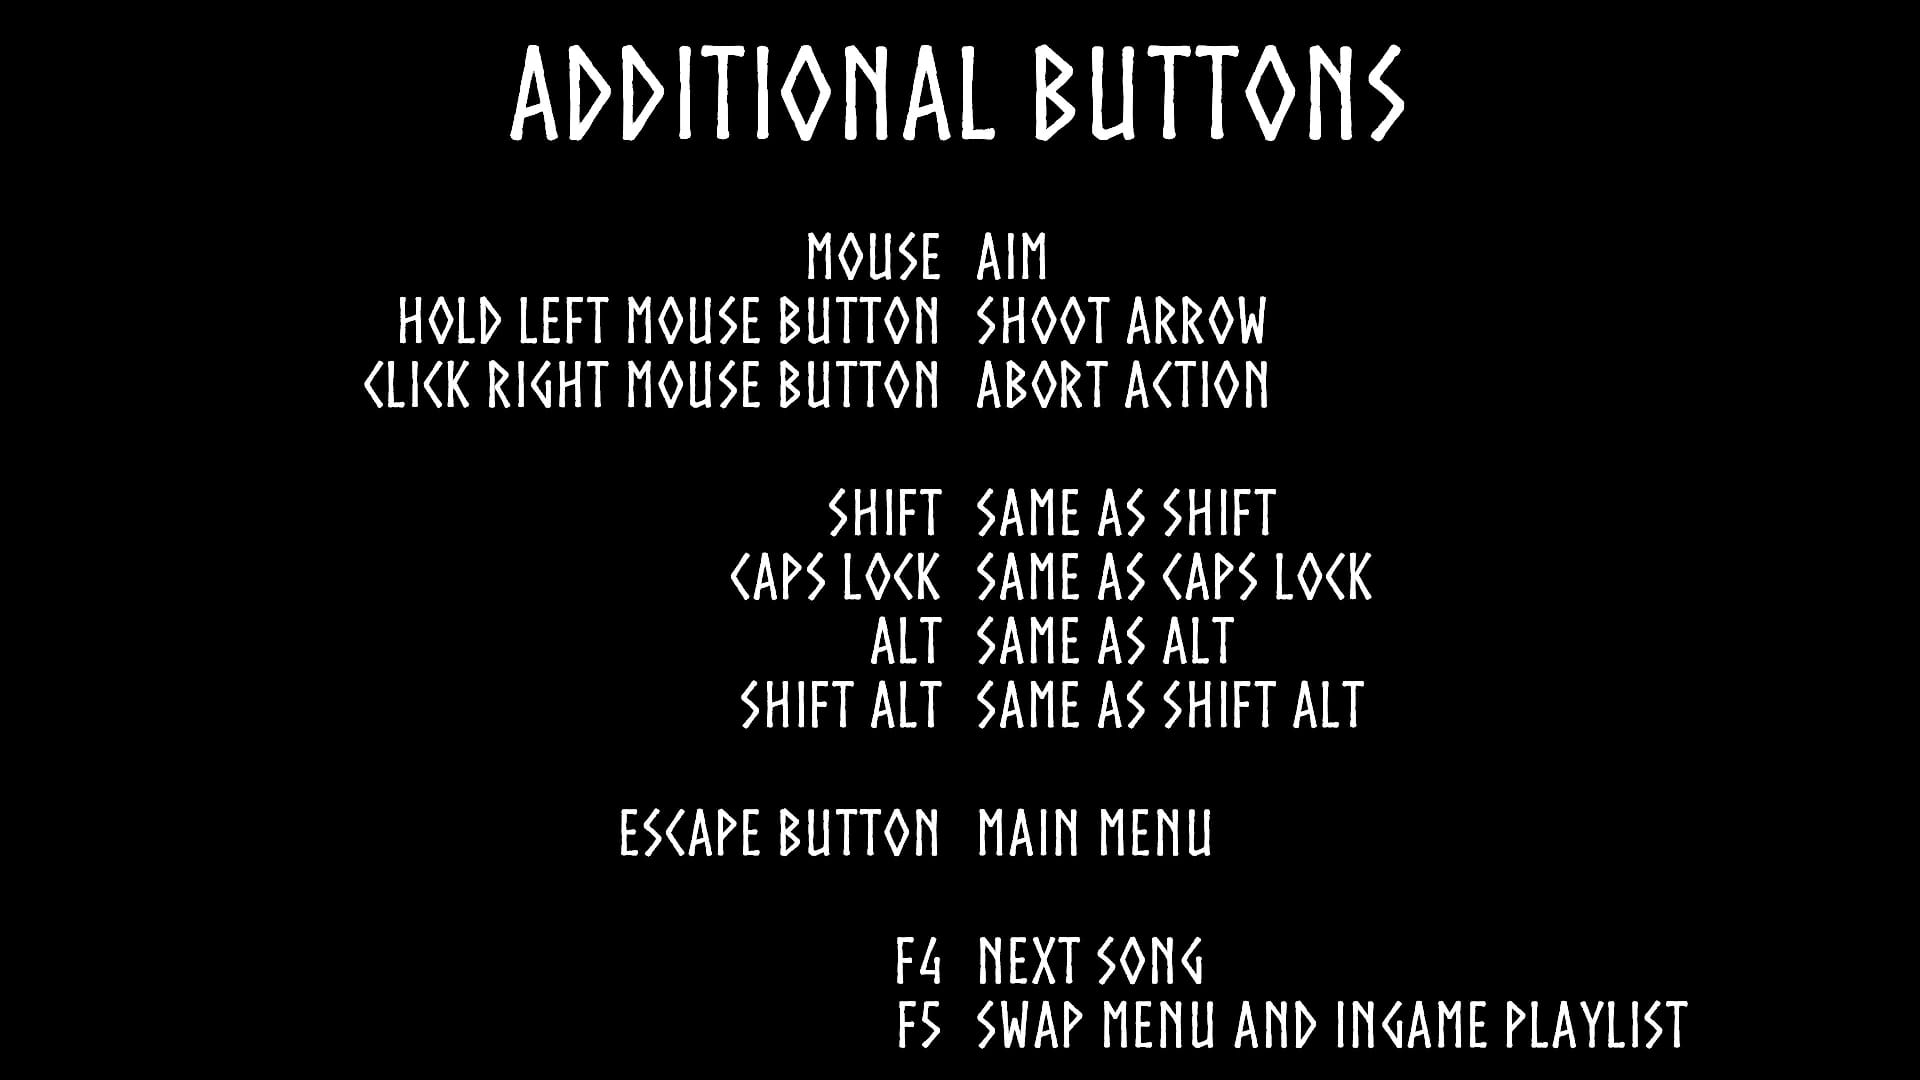 ADDITIONAL BUTTONS
MOUSE AIM
HOLD LEFT MOUSE BUTTON SHOOT ARROW
CLICK RIGHT MOUSE BUTTON ABORT ACTION
SHIFT SAME AS SHIFT
CAPS LOCK SAME AS CAPS LOCK
ALT SAME AS ALT
SHIFT ALT SAME AS SHIFT ALT
ESCAPE BUTTON MAIN MENU
F4 NEXT SONG
F5 SWAP MENU AND INGAME PLAYLIST